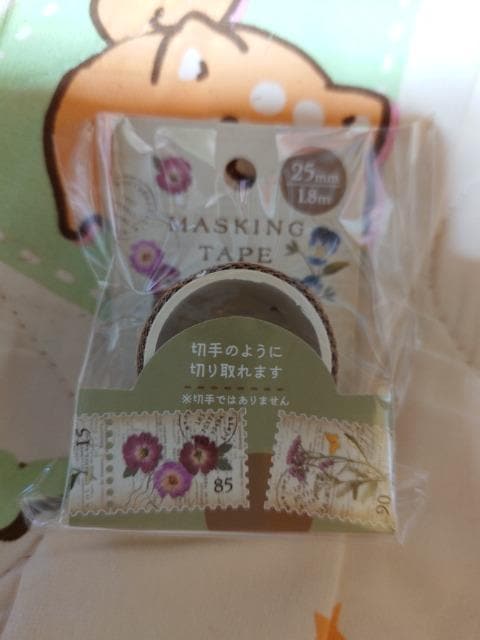 25mm
1.8m
MASKING
TAPE
切手のように
切り取れます
※切手ではありません
15
85
90